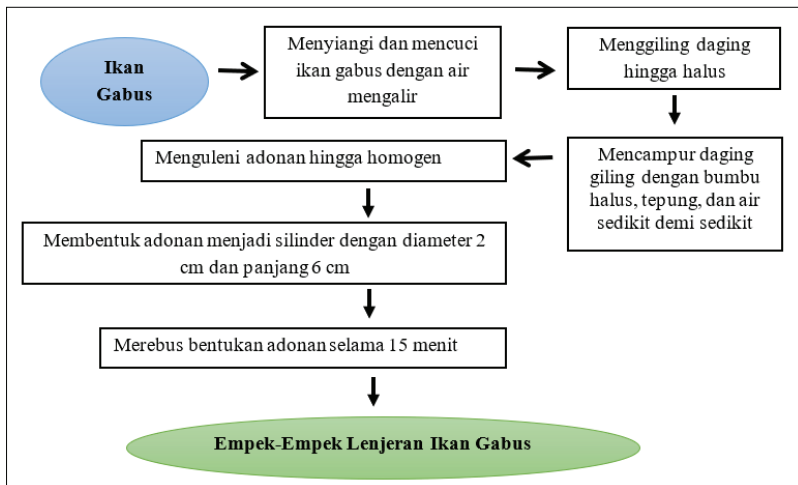 Ikan
Gabus
Menyiangi dan mencuci
ikan gabus dengan air
mengalir
Menggiling daging
hingga halus
Mencampur daging
giling dengan bumbu
halus, tepung, dan air
sedikit demi sedikit
Menguleni adonan hingga homogen
Membentuk adonan menjadi silinder dengan diameter 2
cm dan panjang 6 cm
Merebus bentukan adonan selama 15 menit
Empek-Empek Lenjeran Ikan Gabus